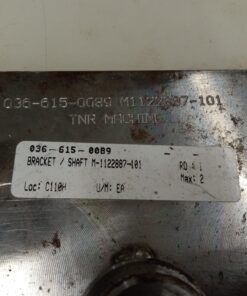 036-615-0089 M1122887-101
TNR MACHINE
036-615-0089
BRACKET / SHAFT M-1122887-101
Loc: C110H U/M: EA
Max: 2